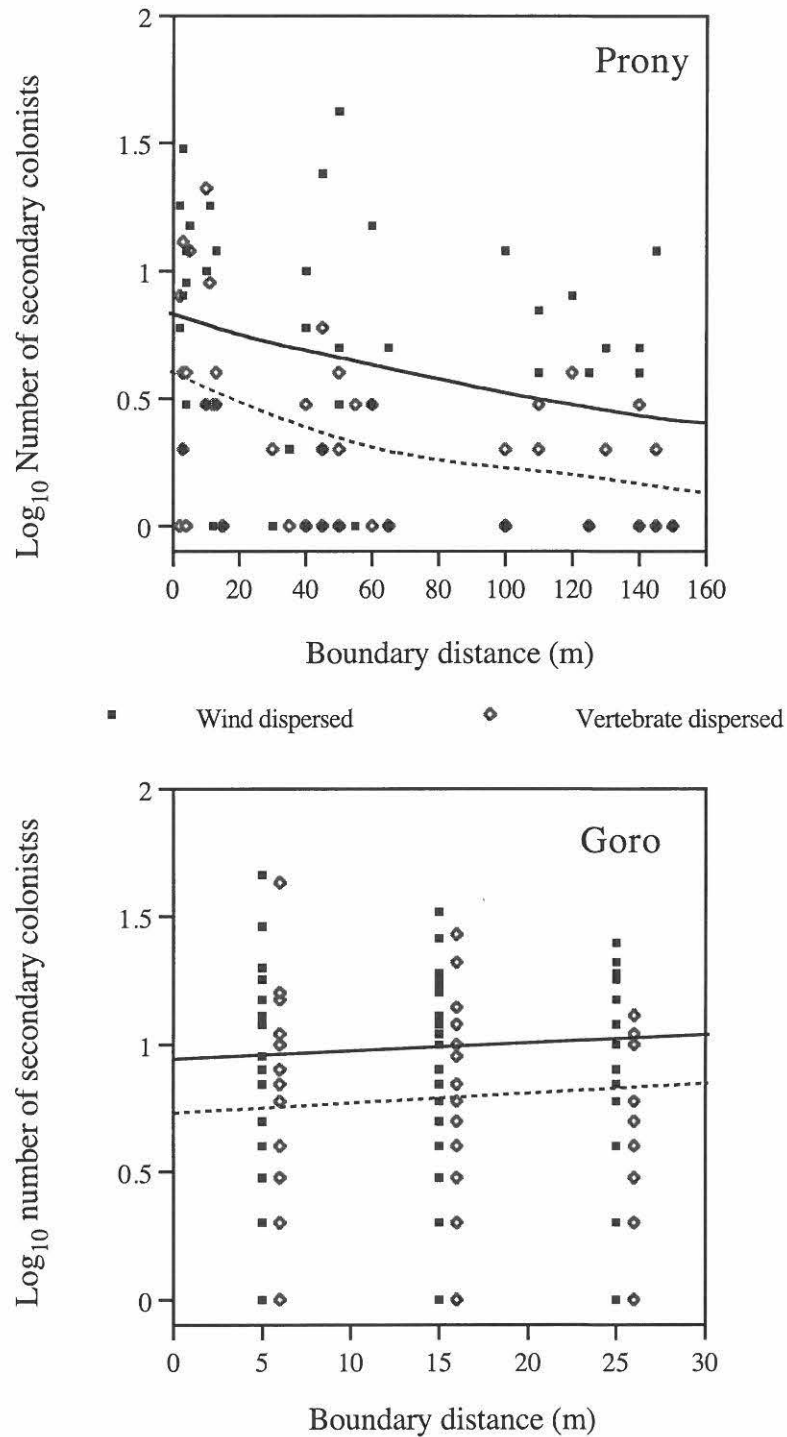 Prony
Log10 Number of secondary colonists
2
1.5
1
0.5
0
0 20 40 60 80 100 120 140 160
Boundary distance (m)
Wind dispersed Vertebrate dispersed
Goro
Log10 number of secondary colonistss
2
1.5
1
0.5
0
0 5 10 15 20 25 30
Boundary distance (m)